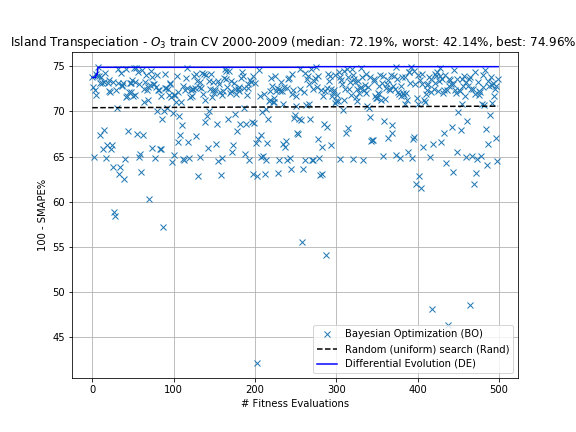 Island Transpeciation - O₃ train CV 2000-2009 (median: 72.19%, worst: 42.14%, best: 74.96%
75
70
65
60
55
50
45
100 - SMAPE%
0
100
200
300
400
500
# Fitness Evaluations
Bayesian Optimization (BO)
Random (uniform) search (Rand)
Differential Evolution (DE)